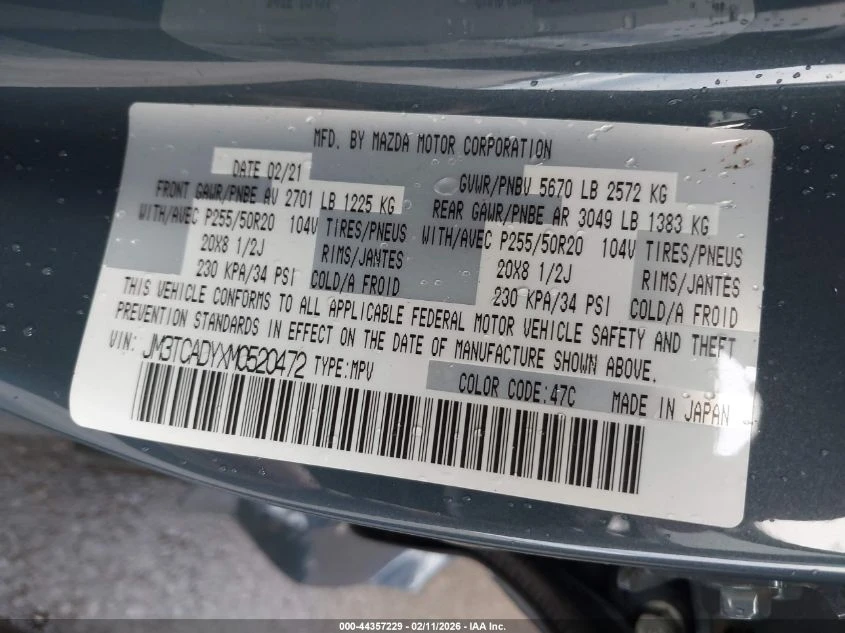 MFD. BY MAZDA MOTOR CORPORATION
DATE 02/21 GVWR/PNBV 5670 LB 2572 KG
FRONT GAWR/PNBE AV 2701 LB 1225 KG REAR GAWR/PNBE AR 3049 LB 1383 KG
WITH/AVEC P255/50R20 104V TIRES/PNEUS WITH/AVEC P255/50R20 104V TIRES/PNEUS
20X8 1/2J RIMS/JANTES 20X8 1/2J RIMS/JANTES
230 KPA/34 PSI COLD/A FROID 230 KPA/34 PSI COLD/A FROID
THIS VEHICLE CONFORMS TO ALL APPLICABLE FEDERAL MOTOR VEHICLE SAFETY AND THEFT
PREVENTION STANDARDS IN EFFECT ON THE DATE OF MANUFACTURE SHOWN ABOVE.
VIN: JM3TCADYXM0520472 TYPE:MPV
COLOR CODE:47C MADE IN JAPAN
000-44357229 - 02/11/2026 - IAA Inc.